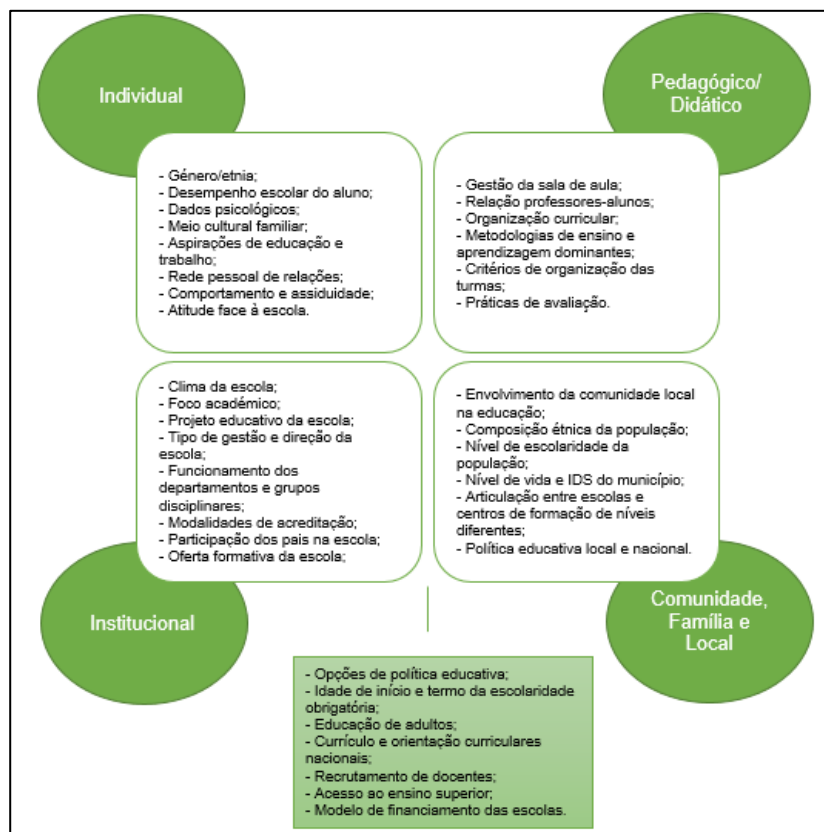 Individual
Pedagógico/
Didático
- Género/etnia;
- Desempenho escolar do aluno;
- Dados psicológicos;
- Meio cultural familiar;
- Aspirações de educação e
trabalho;
- Rede pessoal de relações;
- Comportamento e assiduidade;
- Atitude face à escola.
- Gestão da sala de aula;
- Relação professores-alunos;
- Organização curricular;
- Metodologias de ensino e
aprendizagem dominantes;
- Critérios de organização das
turmas;
- Práticas de avaliação.
- Clima da escola;
- Foco académico;
- Projeto educativo da escola;
- Tipo de gestão e direção da
escola;
- Funcionamento dos
departamentos e grupos
disciplinares;
- Modalidades de acreditação;
- Participação dos pais na escola;
- Oferta formativa da escola;
- Envolvimento da comunidade local
na educação;
- Composição étnica da população;
- Nível de escolaridade da
população;
- Nível de vida e IDS do município;
- Articulação entre escolas e
centros de formação de níveis
diferentes;
- Política educativa local e nacional.
Institucional
Comunidade,
Família e
Local
- Opções de política educativa;
- Idade de início e termo da escolaridade
obrigatória;
- Educação de adultos;
- Currículo e orientação curriculares
nacionais;
- Recrutamento de docentes;
- Acesso ao ensino superior;
- Modelo de financiamento das escolas.